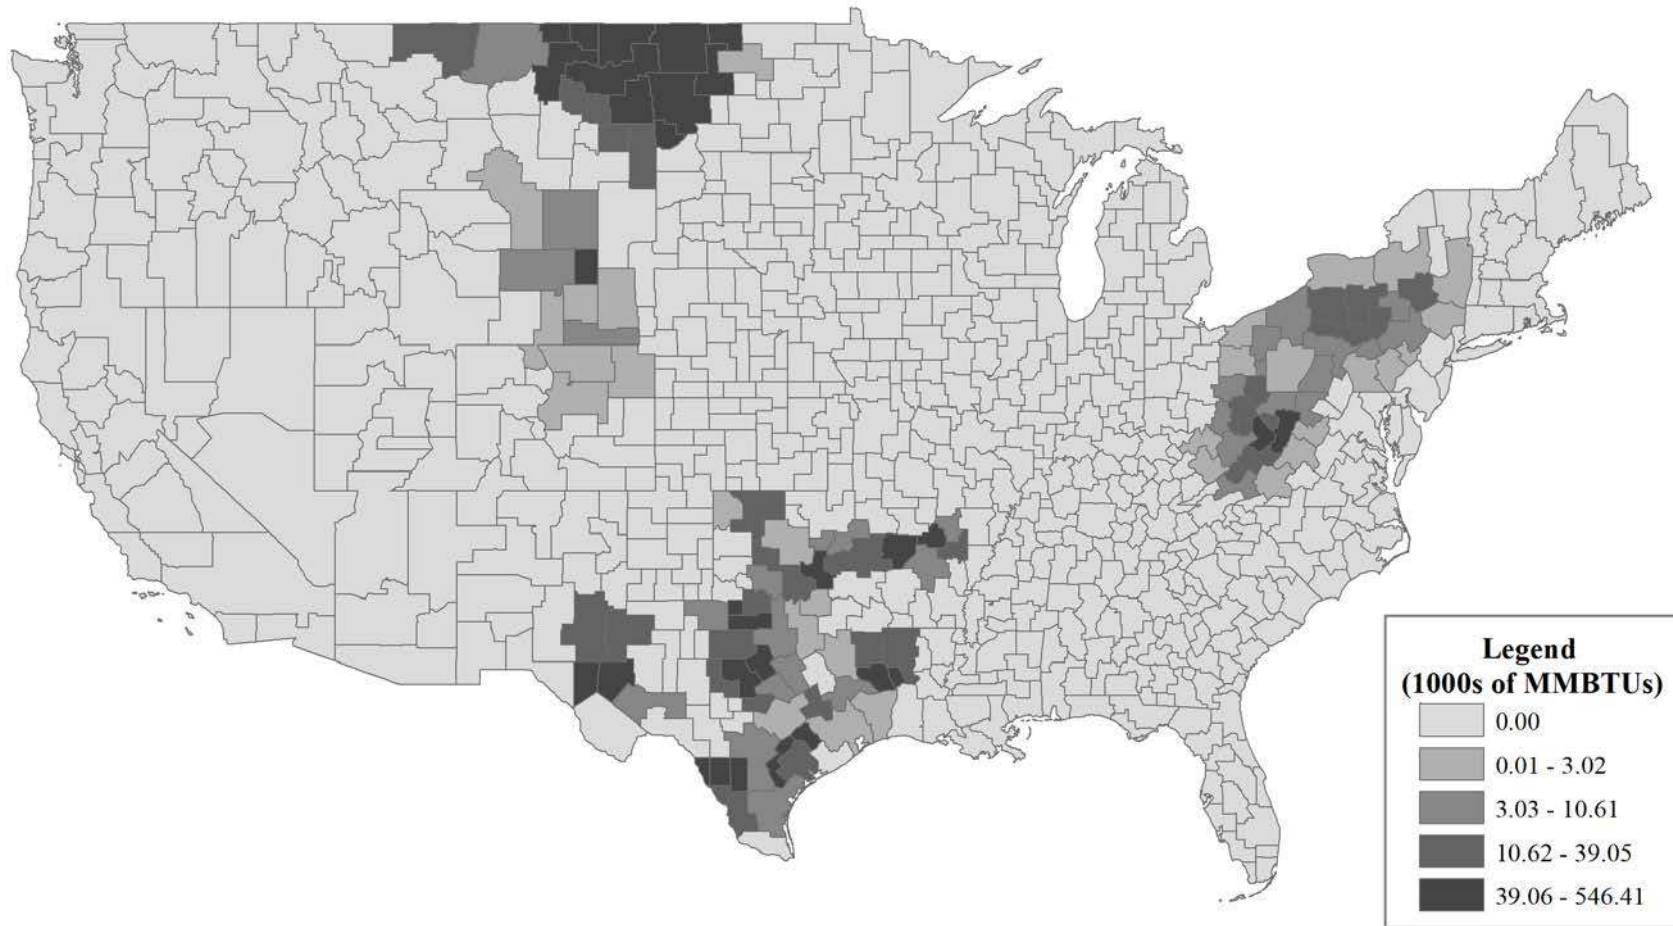 Legend
(1000s of MMBTUs)
0.00
0.01 - 3.02
3.03 - 10.61
10.62 - 39.05
39.06 - 546.41